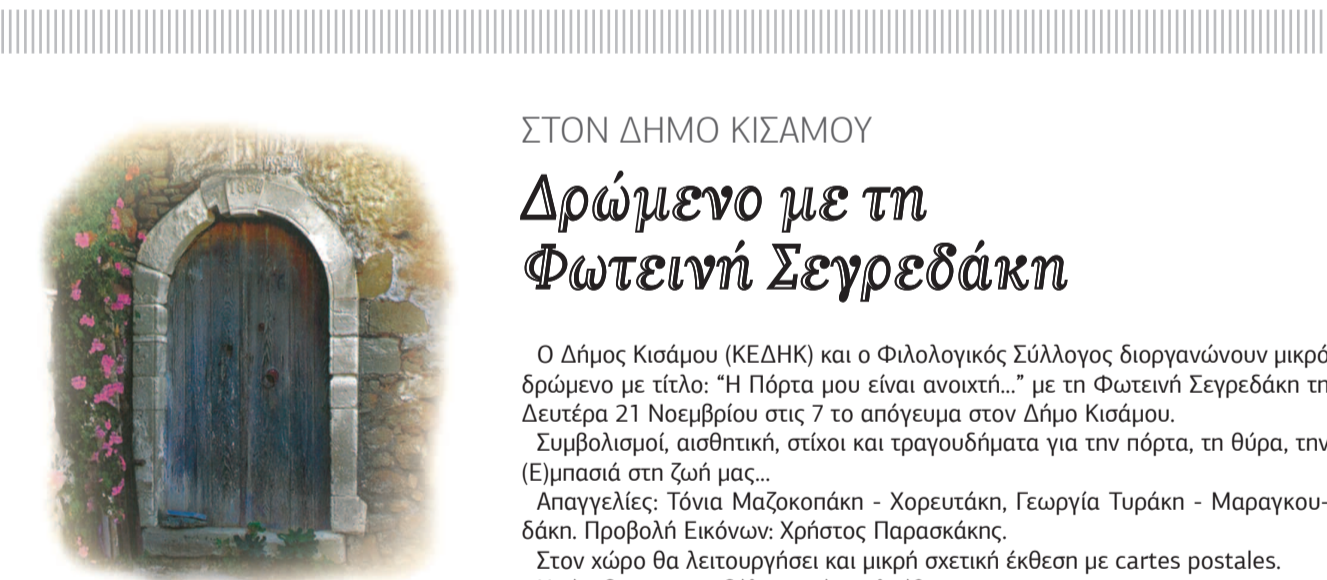 ΣΤΟΝ ΔΗΜΟ ΚΙΣΑΜΟΥ
Δρώμενο με τη
Φωτεινή Σεγρεδάκη
Ο Δήμος Κισάμου (ΚΕΔΗΚ) και ο Φιλολογικός Σύλλογος διοργανώνουν μικρό
δρώμενο με τίτλο: “Η Πόρτα μου είναι ανοιχτή...” με τη Φωτεινή Σεγρεδάκη τη
Δευτέρα 21 Νοεμβρίου στις 7 το απόγευμα στον Δήμο Κισάμου.
Συμβολισμοί, αισθητική, στίχοι και τραγουδήματα για την πόρτα, τη θύρα, την
(Ε)μπασιά στη ζωή μας...
Απαγγελίες: Τόνια Μαζοκοπάκη - Χορευτάκη, Γεωργία Τυράκη - Μαραγκου-
δάκη. Προβολή Εικόνων: Χρήστος Παρασκάκης.
Στον χώρο θα λειτουργήσει και μικρή σχετική έκθεση με cartes postales.